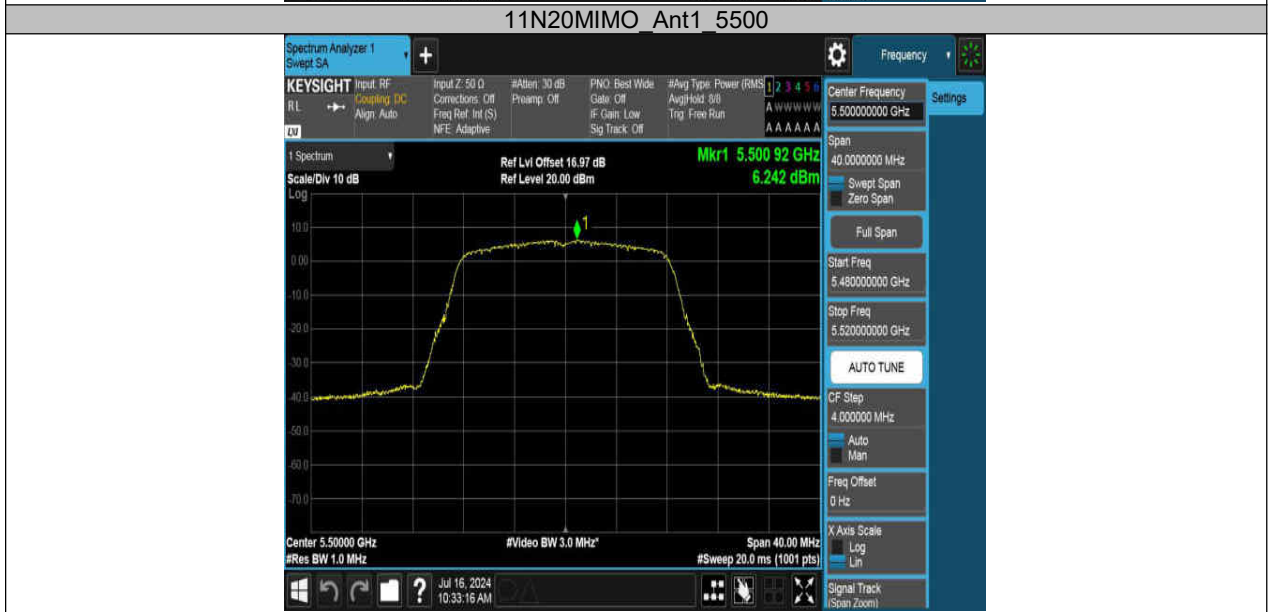 11N20MIMO_Ant1_5500
Spectrum Analyzer 1
Swept SA
+
Frequency
KEYSIGHT
RL
Input: RF
Coupling: DC
Align: Auto
Input Z: 50 Ω
Corrections: Off
Freq Ref: Int (S)
NFE: Adaptive
#Atten: 30 dB
Preamp: Off
PNO: Best Wide
Gate: Off
IF Gain: Low
Sig Track: Off
#Avg Type: Power (RMS
Avg|Hold: 8/8
Trig: Free Run
1 2 3 4 5 6
A W W W W W
A A A A A A
Center Frequency
5.500000000 GHz
Settings
Span
40.0000000 MHz
Swept Span
Zero Span
Full Span
Start Freq
5.480000000 GHz
Stop Freq
5.520000000 GHz
AUTO TUNE
CF Step
4.000000 MHz
Auto
Man
Freq Offset
0 Hz
X Axis Scale
Log
Lin
Signal Track
(Span Zoom)
1 Spectrum
Scale/Div 10 dB
Log
Ref Lvl Offset 16.97 dB
Ref Level 20.00 dBm
Mkr1 5.500 92 GHz
6.242 dBm
1
10.0
0.00
-10.0
-20.0
-30.0
-40.0
-50.0
-60.0
-70.0
Center 5.50000 GHz
#Res BW 1.0 MHz
#Video BW 3.0 MHz*
Span 40.00 MHz
#Sweep 20.0 ms (1001 pts)
?
Jul 16, 2024
10:33:16 AM